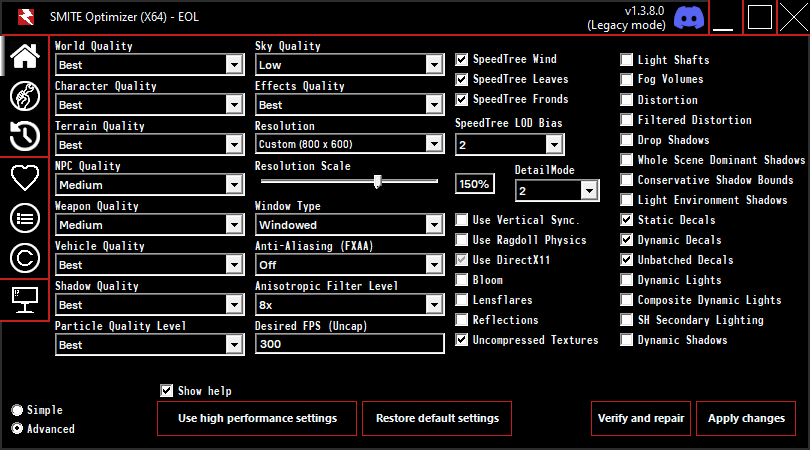 SMITE Optimizer (X64) - EOL
v1.3.8.0
(Legacy mode)
World Quality
Best
Character Quality
Best
Terrain Quality
Best
NPC Quality
Medium
Weapon Quality
Medium
Vehicle Quality
Best
Shadow Quality
Best
Particle Quality Level
Best
Sky Quality
Low
Effects Quality
Best
Resolution
Custom (800 x 600)
Resolution Scale
150%
Window Type
Windowed
Anti-Aliasing (FXAA)
Off
Anisotropic Filter Level
8x
Desired FPS (Uncap)
300
SpeedTree Wind
SpeedTree Leaves
SpeedTree Fronds
SpeedTree LOD Bias
2
DetailMode
2
Use Vertical Sync.
Use Ragdoll Physics
Use DirectX11
Bloom
Lensflares
Reflections
Uncompressed Textures
Light Shafts
Fog Volumes
Distortion
Filtered Distortion
Drop Shadows
Whole Scene Dominant Shadows
Conservative Shadow Bounds
Light Environment Shadows
Static Decals
Dynamic Decals
Unbatched Decals
Dynamic Lights
Composite Dynamic Lights
SH Secondary Lighting
Dynamic Shadows
Show help
Simple
Advanced
Use high performance settings
Restore default settings
Verify and repair
Apply changes